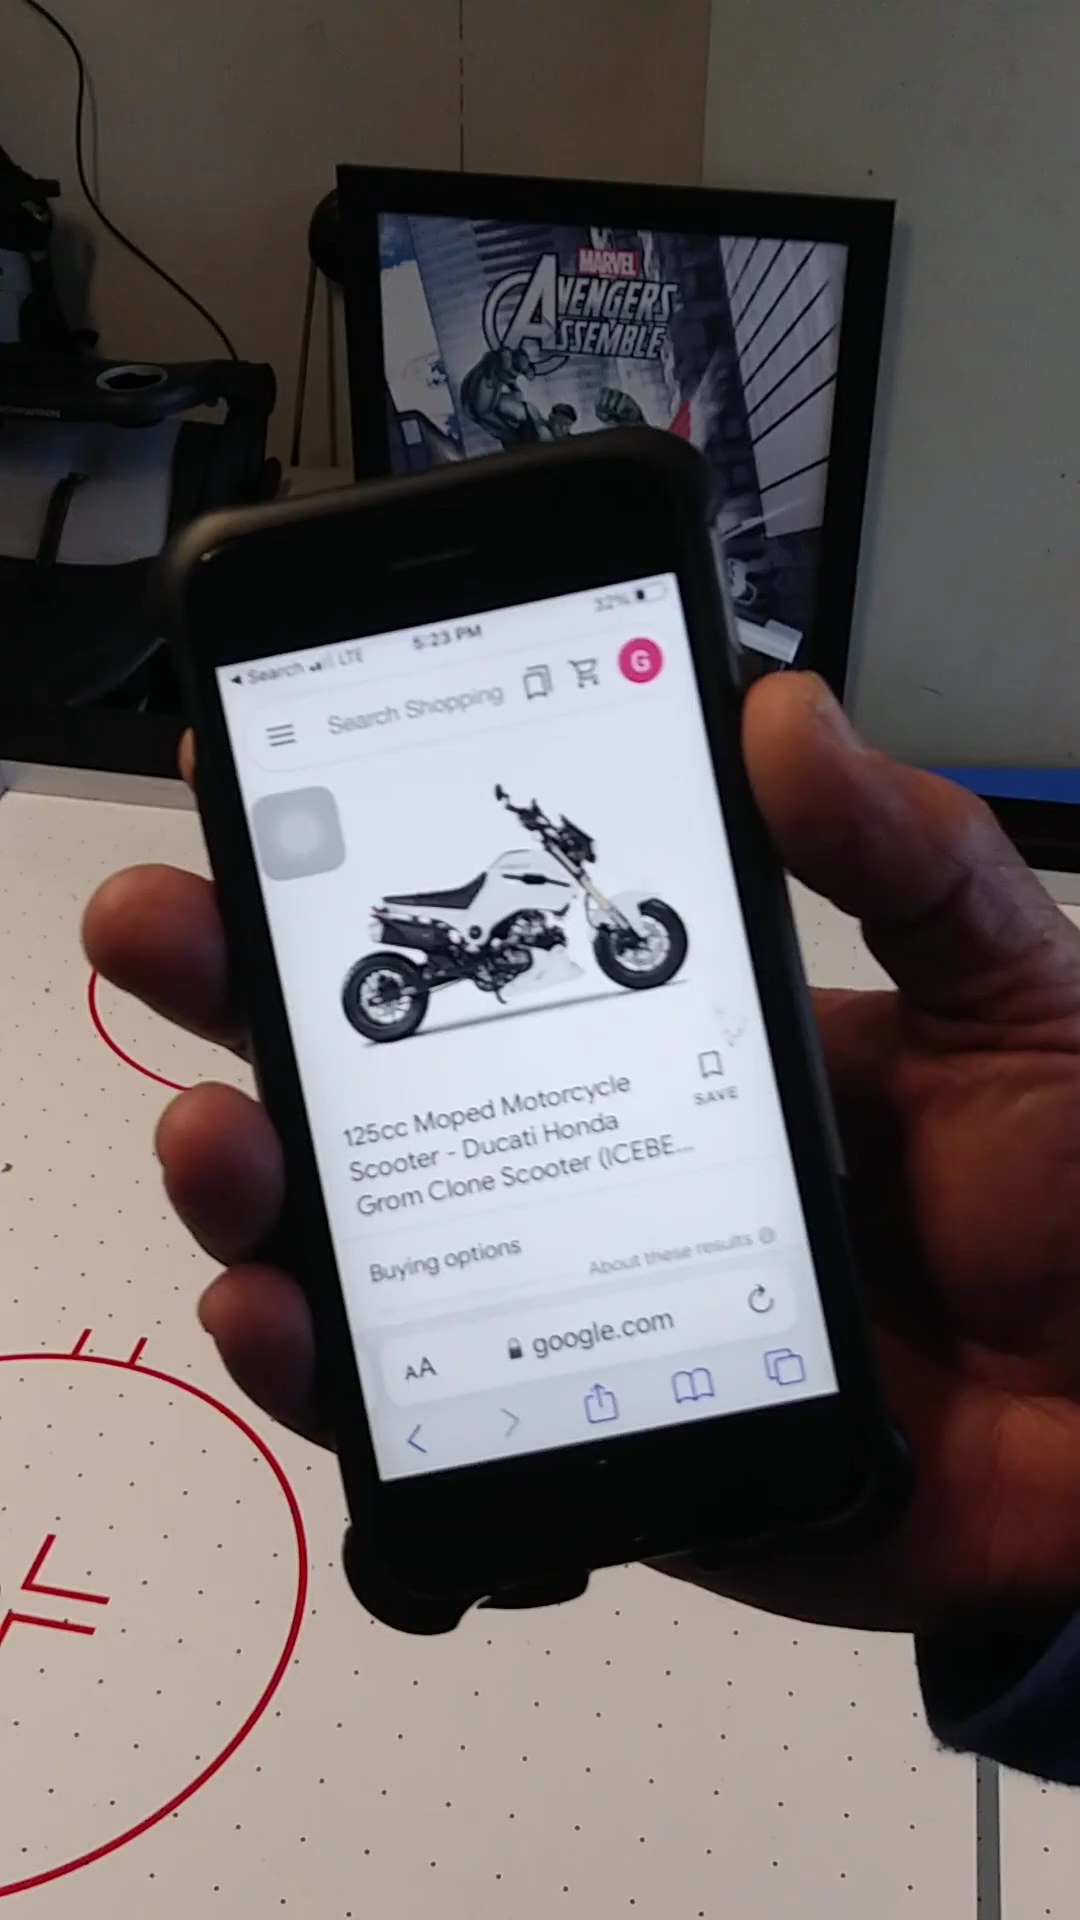 MARVEL
AVENGERS
ASSEMBLE
Search LTE 5:23 PM 32%
Search Shopping G
125cc Moped Motorcycle
Scooter - Ducati Honda
Grom Clone Scooter (ICEBE...
SAVE
Buying options
About these results
AA google.com